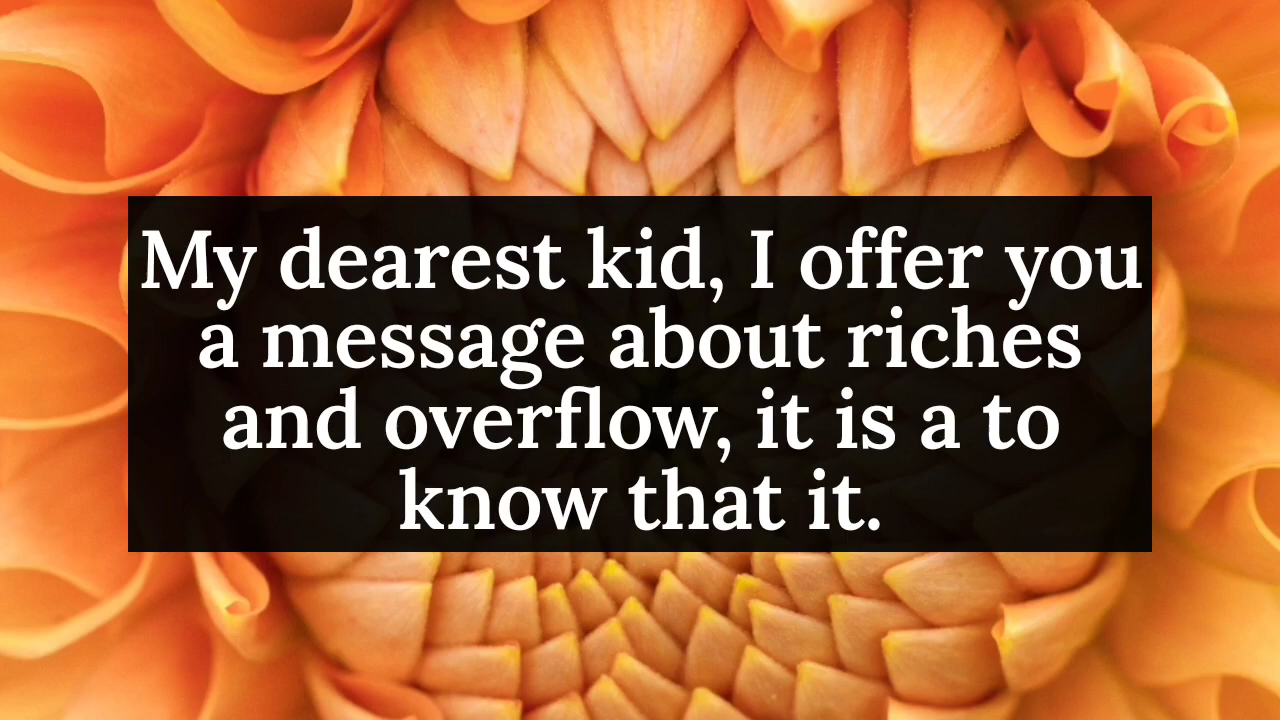 My dearest kid, I offer you
a message about riches
and overflow, it is a to
know that it.